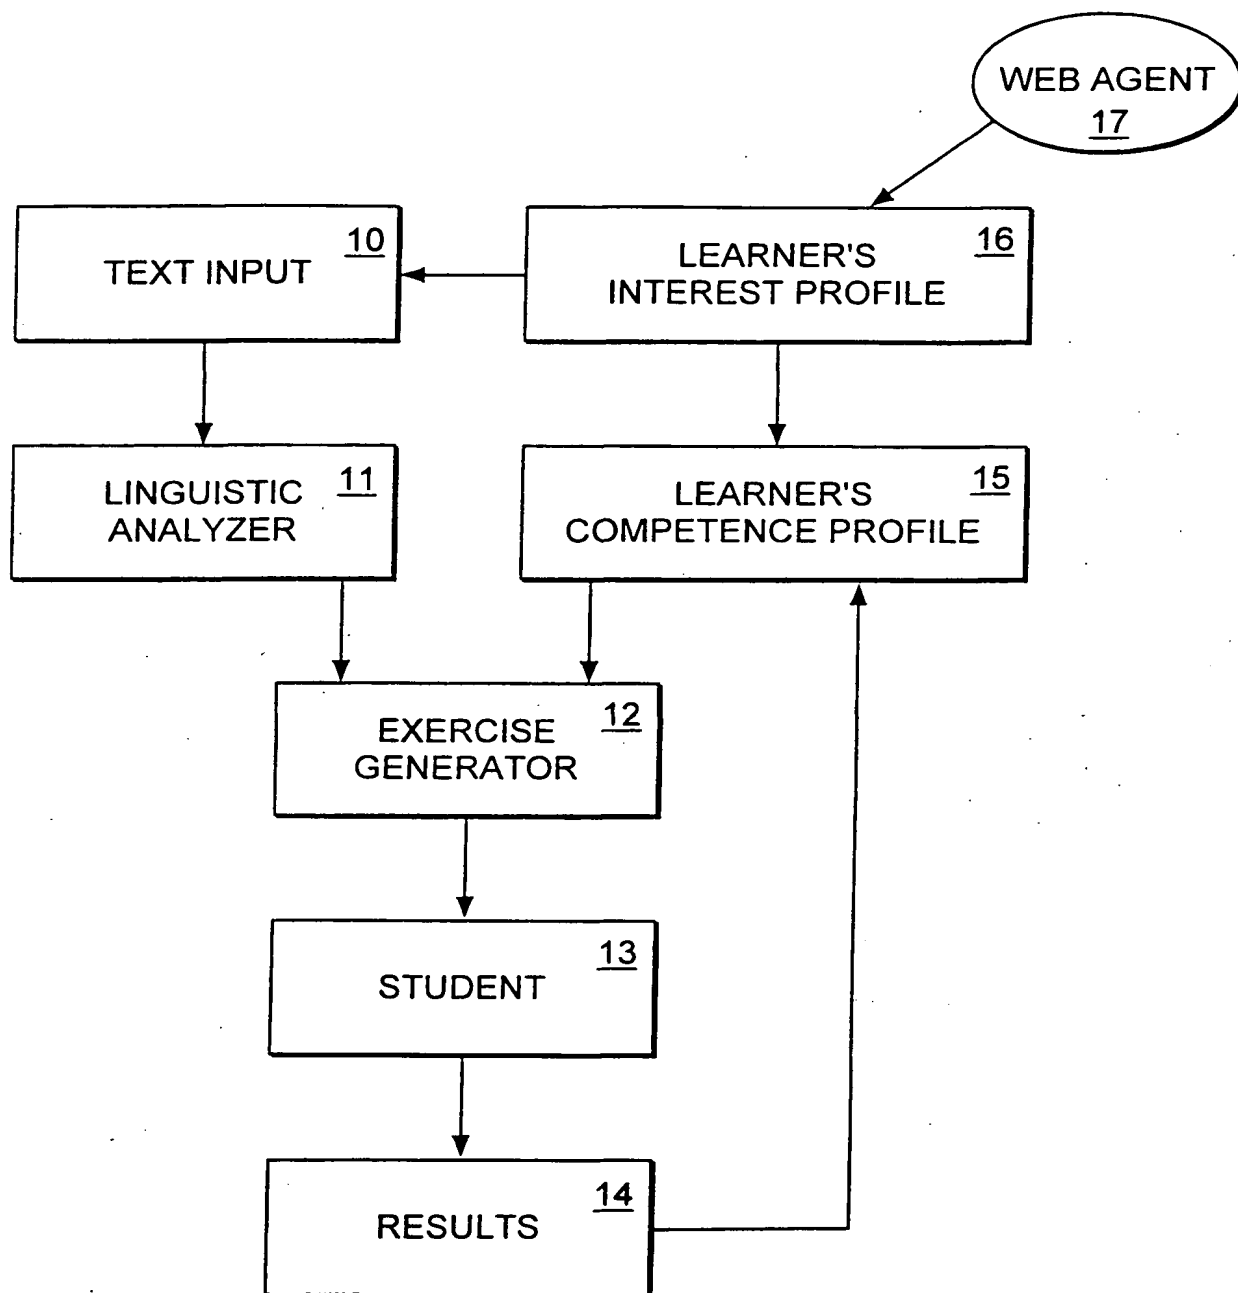 WEB AGENT
17
10
TEXT INPUT
16
LEARNER'S
INTEREST PROFILE
11
LINGUISTIC
ANALYZER
15
LEARNER'S
COMPETENCE PROFILE
12
EXERCISE
GENERATOR
13
STUDENT
14
RESULTS